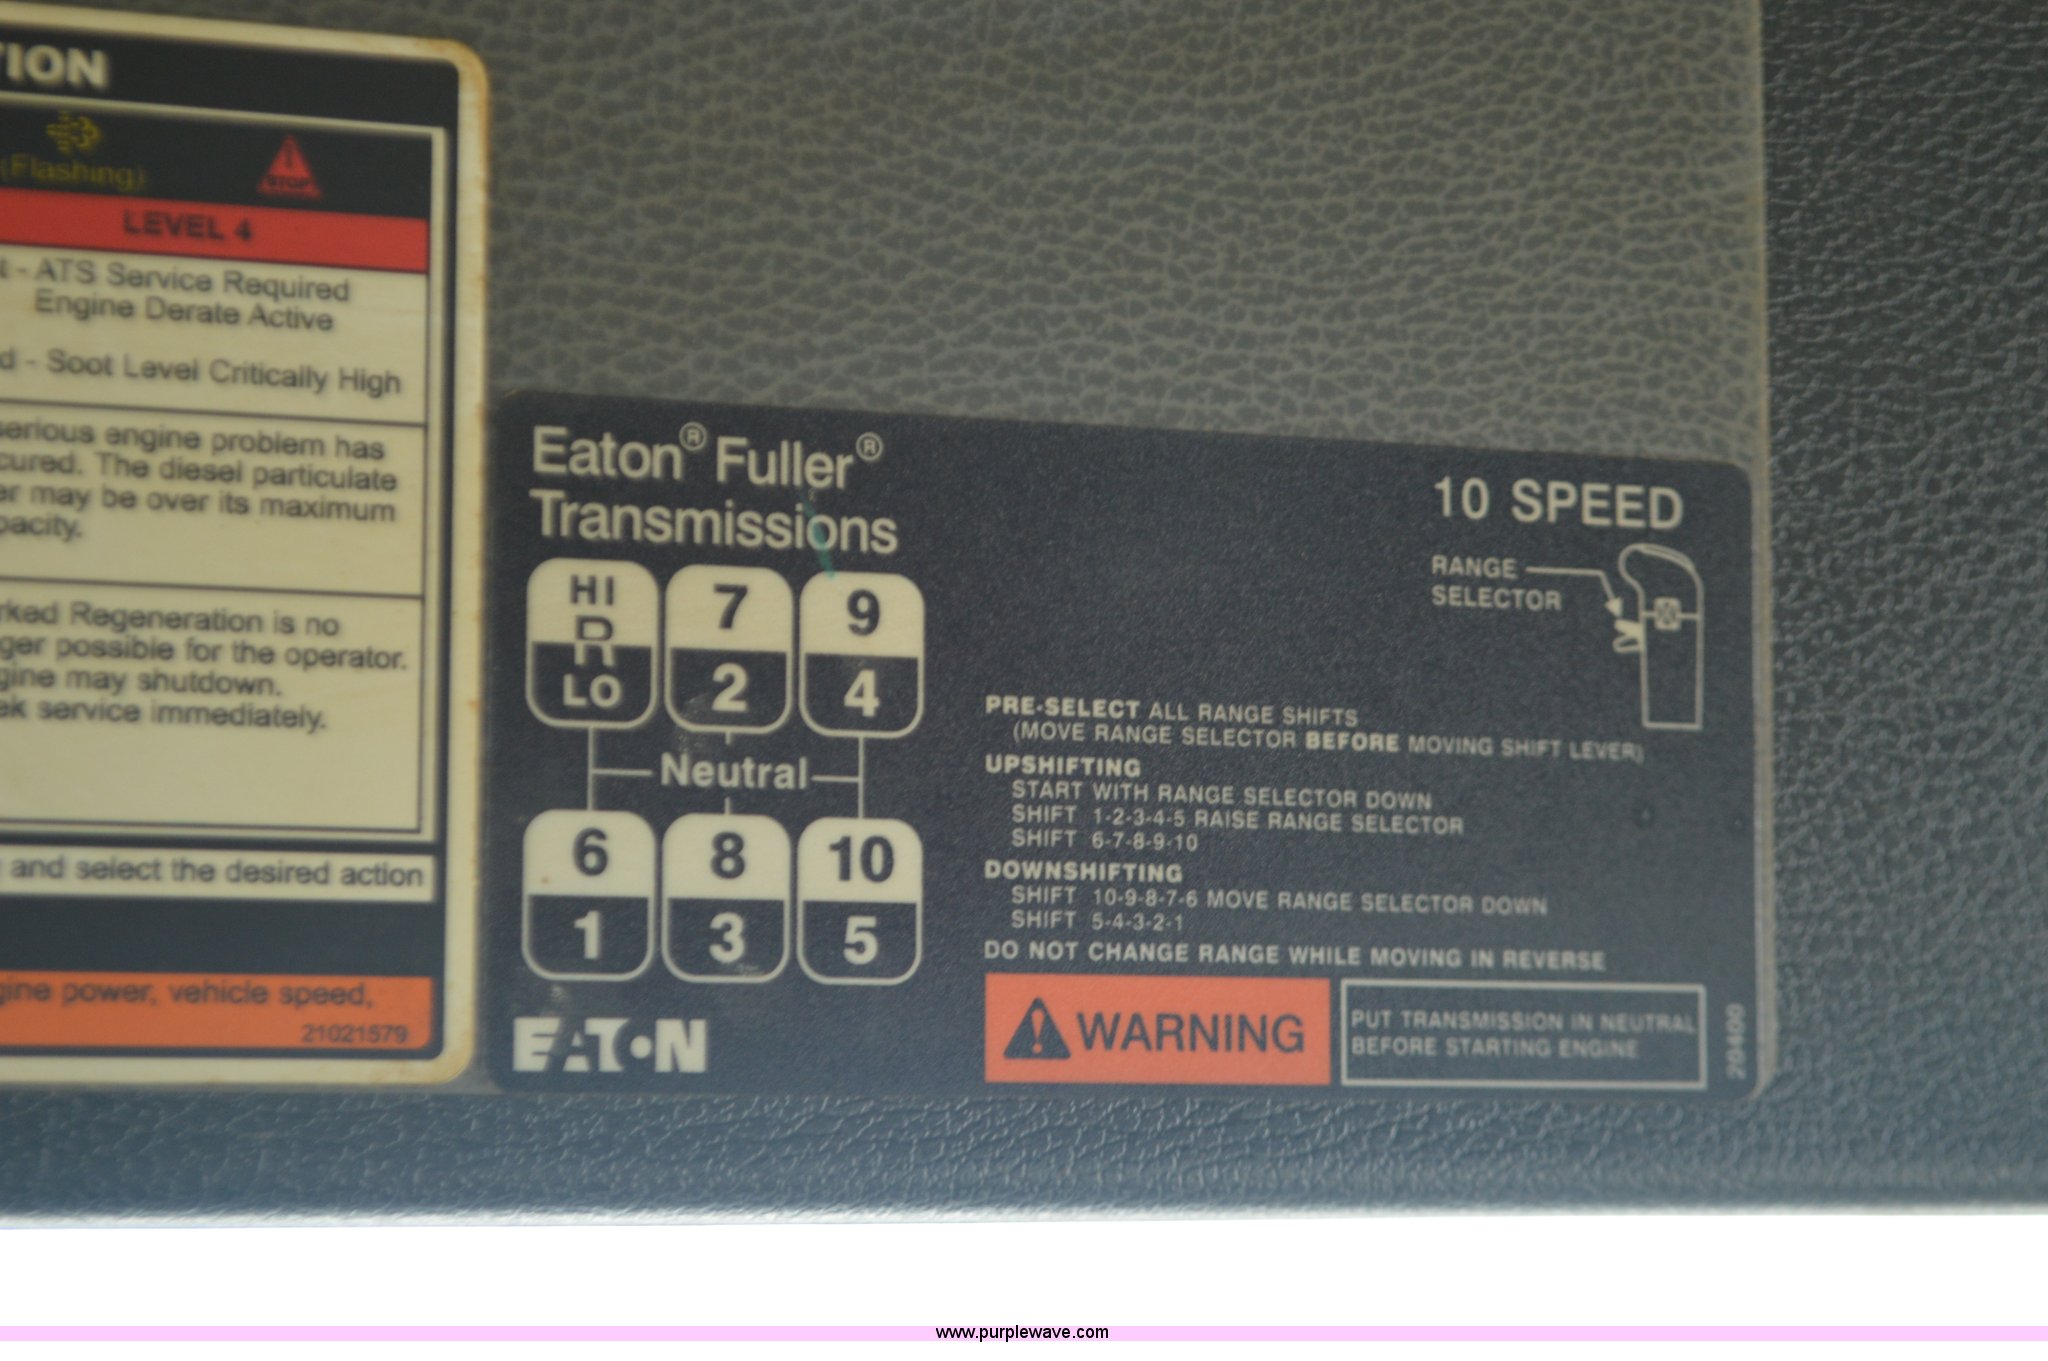 TION
(Flashing)
STOP
LEVEL 4
- ATS Service Required
Engine Derate Active
- Soot Level Critically High
serious engine problem has
cured. The diesel particulate
er may be over its maximum
pacity.
rked Regeneration is no
ger possible for the operator.
gine may shutdown.
ek service immediately.
and select the desired action
gine power, vehicle speed,
21021579
Eaton® Fuller®
Transmissions
HI
R
LO
7
2
9
4
Neutral
6
1
8
3
10
5
EATON
10 SPEED
RANGE
SELECTOR
PRE-SELECT ALL RANGE SHIFTS
(MOVE RANGE SELECTOR BEFORE MOVING SHIFT LEVER)
UPSHIFTING
START WITH RANGE SELECTOR DOWN
SHIFT 1-2-3-4-5 RAISE RANGE SELECTOR
SHIFT 6-7-8-9-10
DOWNSHIFTING
SHIFT 10-9-8-7-6 MOVE RANGE SELECTOR DOWN
SHIFT 5-4-3-2-1
DO NOT CHANGE RANGE WHILE MOVING IN REVERSE
WARNING
PUT TRANSMISSION IN NEUTRAL
BEFORE STARTING ENGINE
20400
www.purplewave.com